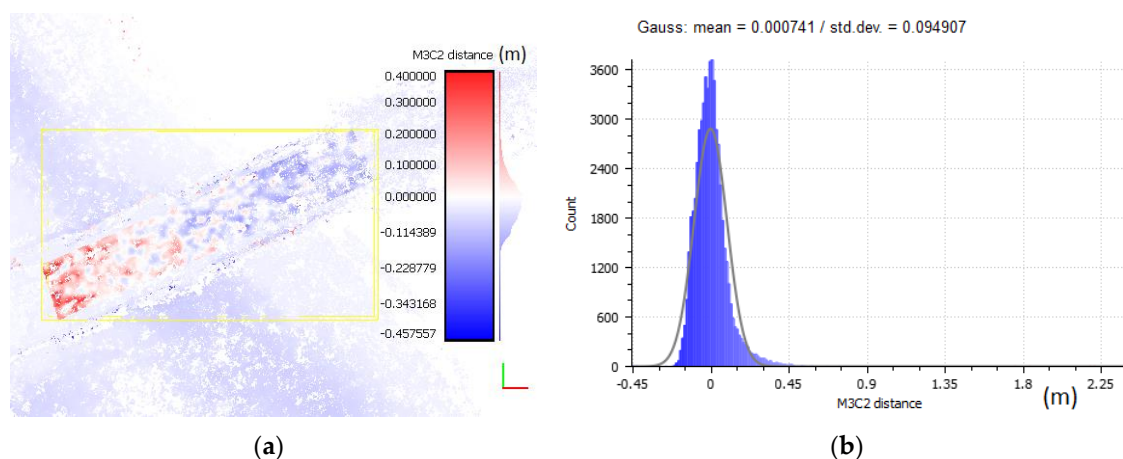 M3C2 distance (m)
0.400000
0.300000
0.200000
0.100000
0.000000
-0.114389
-0.228779
-0.343168
-0.457557
(a)
Gauss: mean = 0.000741 / std.dev. = 0.094907
3600
3000
2400
1800
1200
600
0
Count
-0.45 0 0.45 0.9 1.35 1.8 2.25
M3C2 distance (m)
(b)